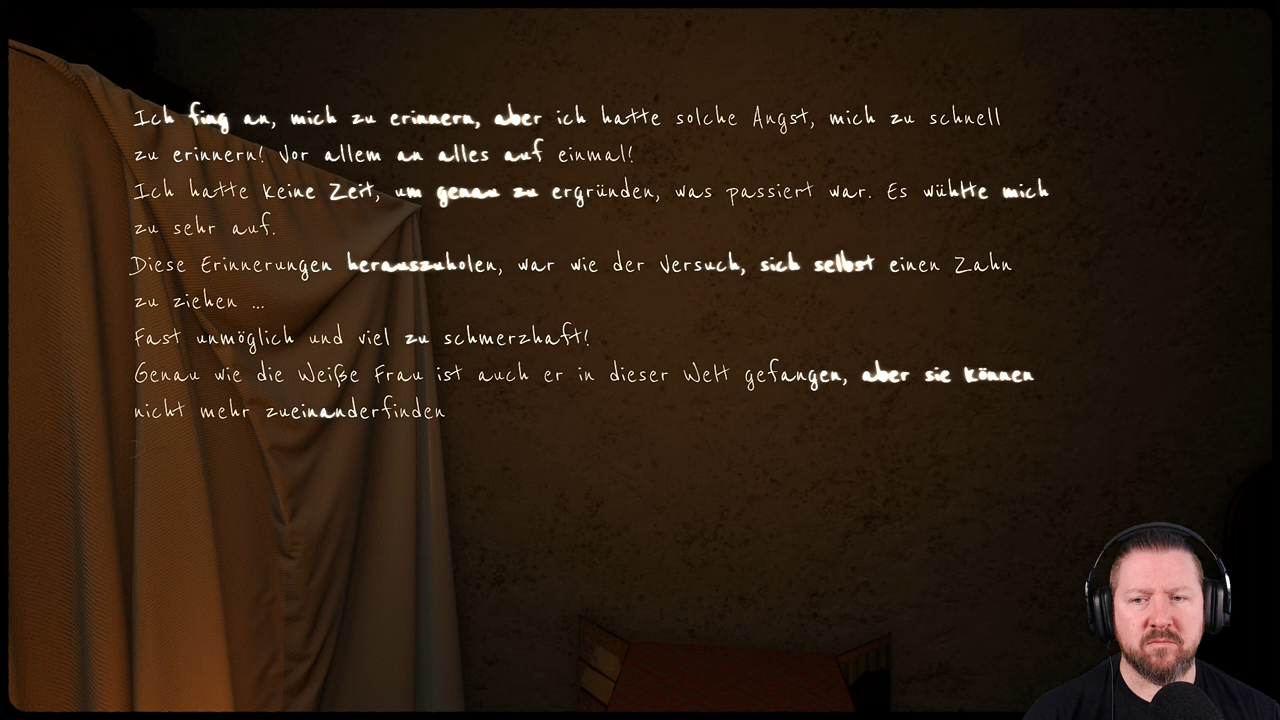 Ich fing an, mich zu erinnern, aber ich hatte solche Angst, mich zu schnell
zu erinnern! Vor allem an alles auf einmal!
Ich hatte keine Zeit, um genau zu ergründen, was passiert war. Es wühlte mich
zu sehr auf.
Diese Erinnerungen herauszuholen, war wie der Versuch, sich selbst einen Zahn
zu ziehen ...
Fast unmöglich und viel zu schmerzhaft!
Genau wie die Weiße Frau ist auch er in dieser Welt gefangen, aber sie können
nicht mehr zueinanderfinden
D